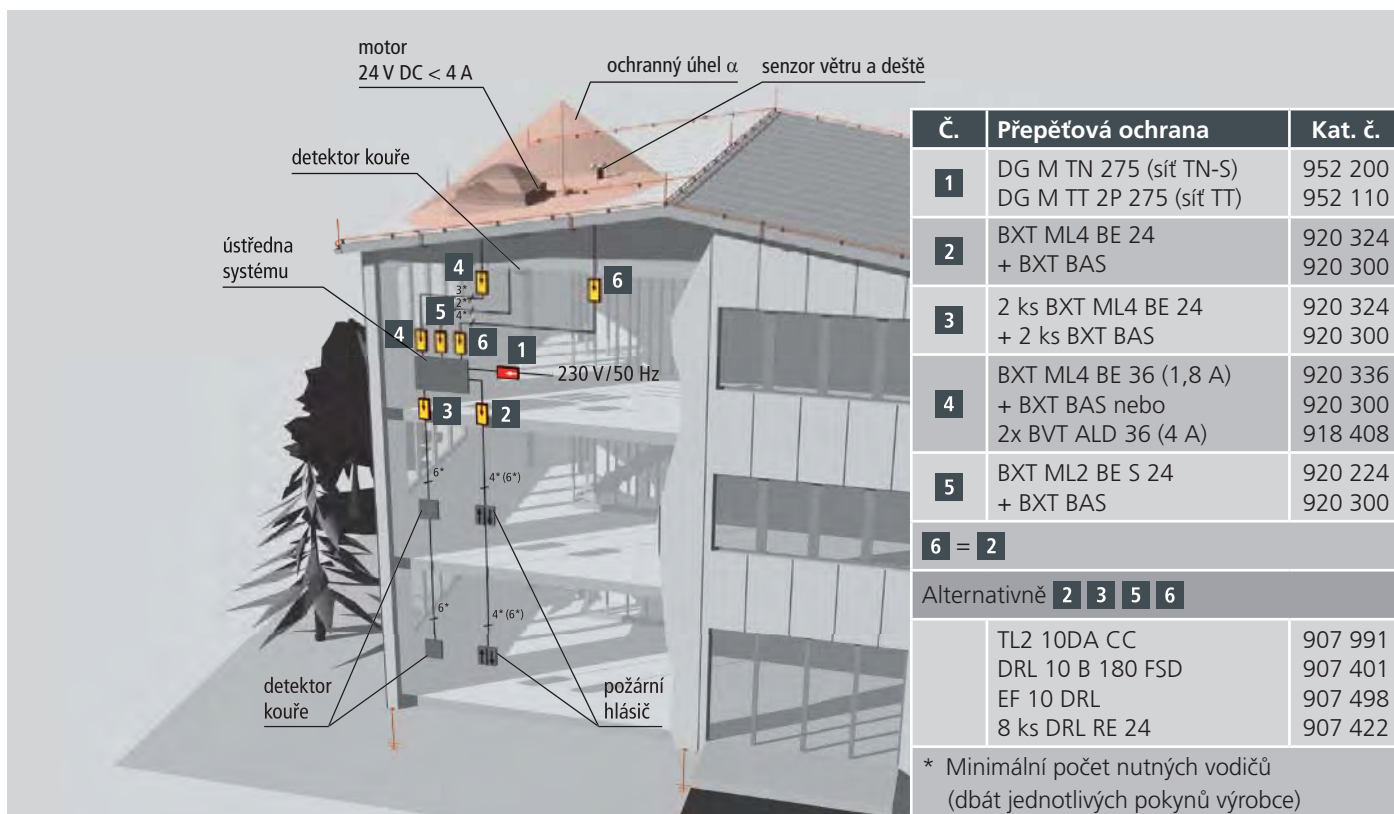 motor
24 V DC < 4 A
ochranný úhel α
senzor větru a deště
detektor kouře
ústředna
systému
4
6
3*
2*
4*
5
4
6
1
230 V/50 Hz
3
2
6*
4* (6*)
6*
4* (6*)
detektor
kouře
požární
hlásič
Č. Přepěťová ochrana Kat. č.
1 DG M TN 275 (síť TN-S) 952 200
DG M TT 2P 275 (síť TT) 952 110
2 BXT ML4 BE 24 920 324
+ BXT BAS 920 300
3 2 ks BXT ML4 BE 24 920 324
+ 2 ks BXT BAS 920 300
4 BXT ML4 BE 36 (1,8 A) 920 336
+ BXT BAS nebo 920 300
2x BVT ALD 36 (4 A) 918 408
5 BXT ML2 BE S 24 920 224
+ BXT BAS 920 300
6 = 2
Alternativně 2 3 5 6
TL2 10DA CC 907 991
DRL 10 B 180 FSD 907 401
EF 10 DRL 907 498
8 ks DRL RE 24 907 422
* Minimální počet nutných vodičů
(dbát jednotlivých pokynů výrobce)